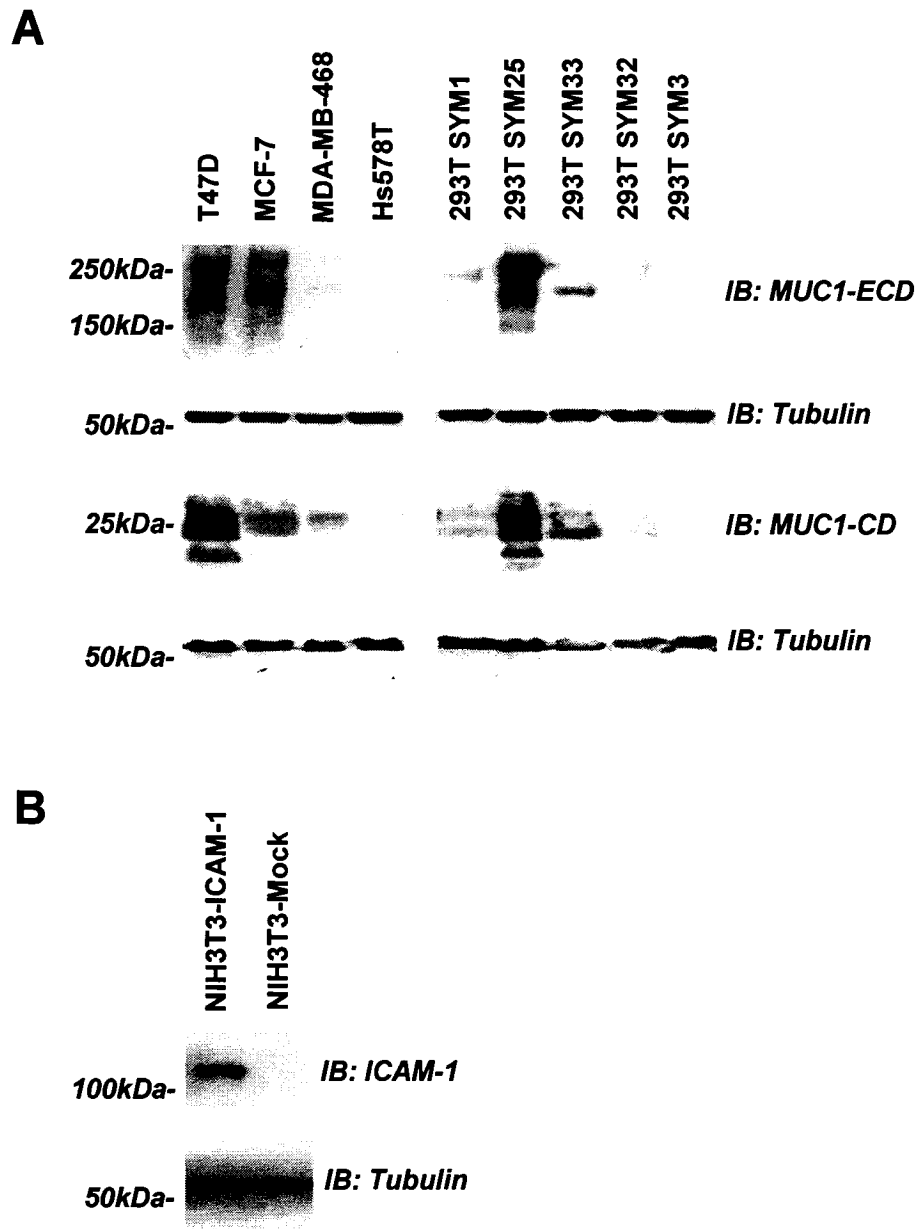 A
T47D
MCF-7
MDA-MB-468
Hs578T
293T SYM1
293T SYM25
293T SYM33
293T SYM32
293T SYM3
250kDa-
150kDa-
IB: MUC1-ECD
50kDa-
IB: Tubulin
25kDa-
IB: MUC1-CD
50kDa-
IB: Tubulin
B
NIH3T3-ICAM-1
NIH3T3-Mock
100kDa-
IB: ICAM-1
50kDa-
IB: Tubulin